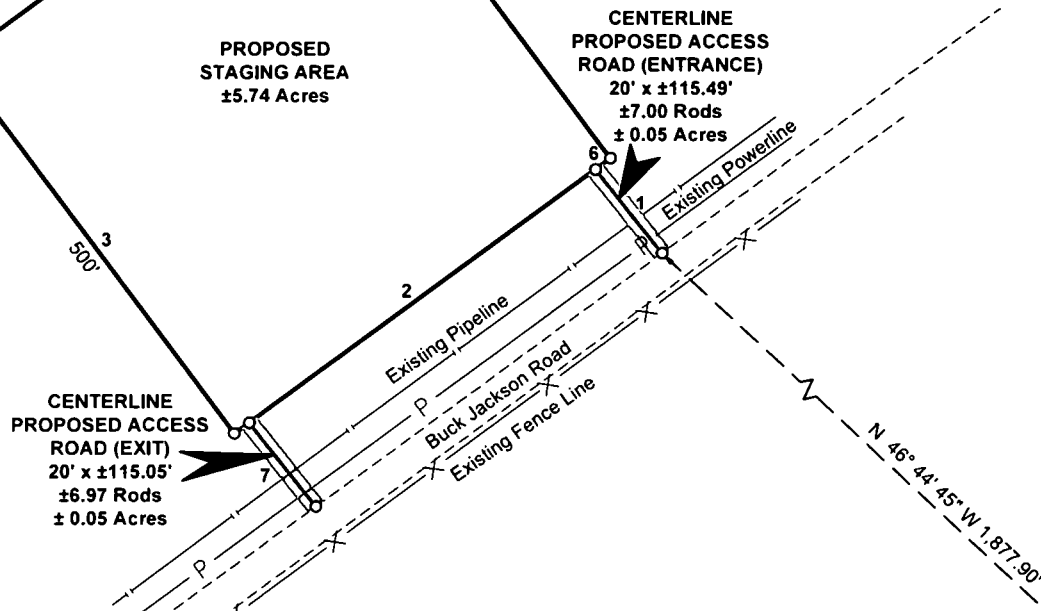 CENTERLINE
PROPOSED ACCESS
ROAD (ENTRANCE)
20' x ±115.49'
±7.00 Rods
± 0.05 Acres
PROPOSED
STAGING AREA
±5.74 Acres
6
1
Existing Powerline
3
500'
2
P
Existing Pipeline
P
Buck Jackson Road
Existing Fence Line
X
X
X
X
X
CENTERLINE
PROPOSED ACCESS
ROAD (EXIT)
20' x ±115.05'
±6.97 Rods
± 0.05 Acres
7
P
N 46° 44' 45" W 1,877.90'